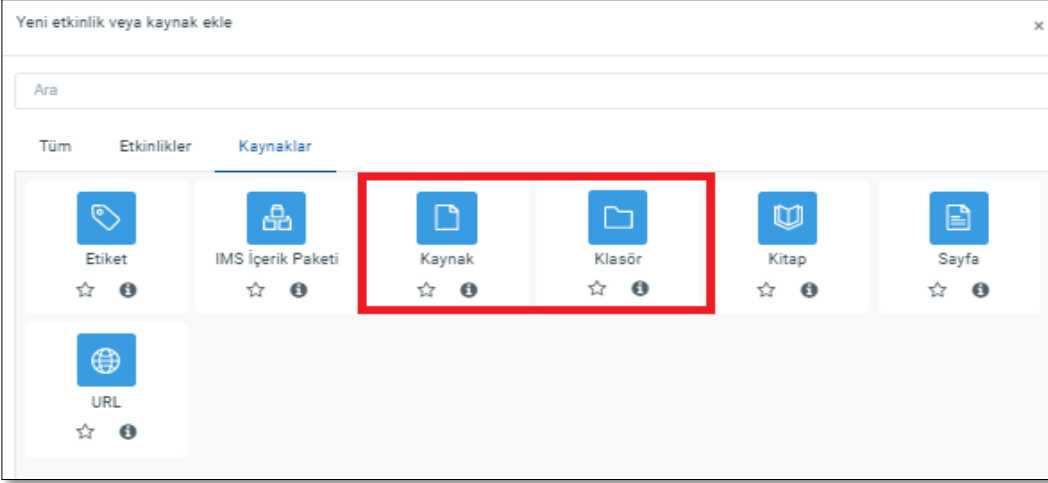 Yeni etkinlik veya kaynak ekle
×
Ara
Tüm Etkinlikler Kaynaklar
Etiket IMS İçerik Paketi Kaynak Klasör Kitap Sayfa
URL